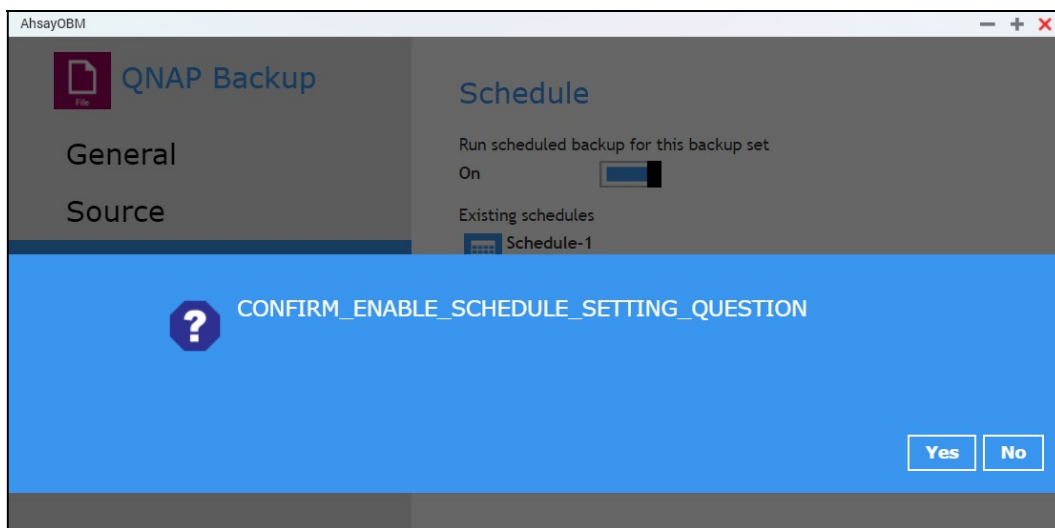 AhsayOBM
File
QNAP Backup
General
Source
Schedule
Run scheduled backup for this backup set
On
Existing schedules
Schedule-1
?
CONFIRM_ENABLE_SCHEDULE_SETTING_QUESTION
Yes
No